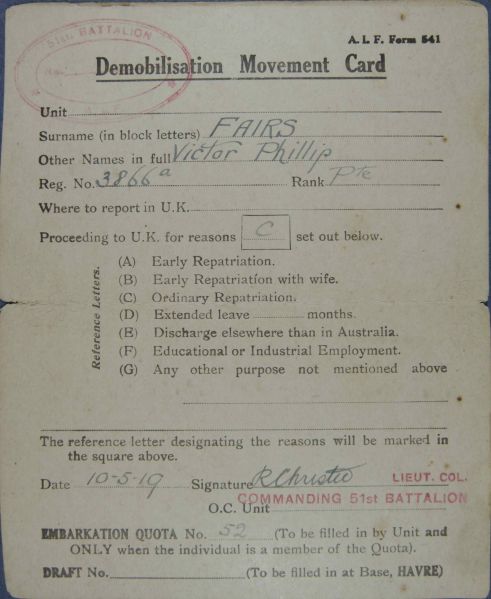 51st. BATTALION
A. I. F.
A. I. F. Form 541
Demobilisation Movement Card
Unit
Surname (in block letters) FAIRS
Other Names in full Victor Phillip
Reg. No. 3866a Rank Pte
Where to report in U.K.
Proceeding to U.K. for reasons C set out below.
Reference Letters.
(A) Early Repatriation.
(B) Early Repatriation with wife.
(C) Ordinary Repatriation.
(D) Extended leave months.
(E) Discharge elsewhere than in Australia.
(F) Educational or Industrial Employment.
(G) Any other purpose not mentioned above
The reference letter designating the reasons will be marked in
the square above.
Date 10-5-19 Signature RChristie LIEUT. COL.
COMMANDING 51st BATTALION
O.C. Unit
EMBARKATION QUOTA No. 52 (To be filled in by Unit and
ONLY when the individual is a member of the Quota).
DRAFT No. (To be filled in at Base, HAVRE)